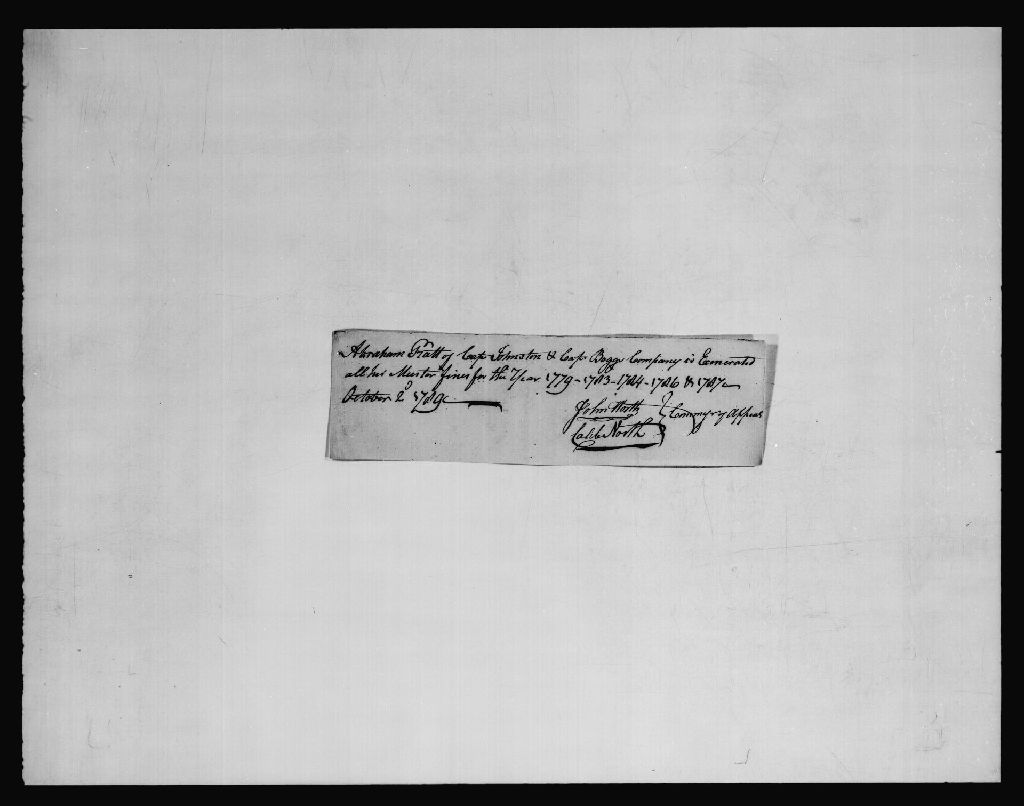 Abraham Pratt of Capt Johnston & Capt Boggs Company is Exonerated
all his Muster fines for the Year 1779-1783-1784-1786 & 1787
October 2d 1789
John North
Caleb North
Commrs of Appeal